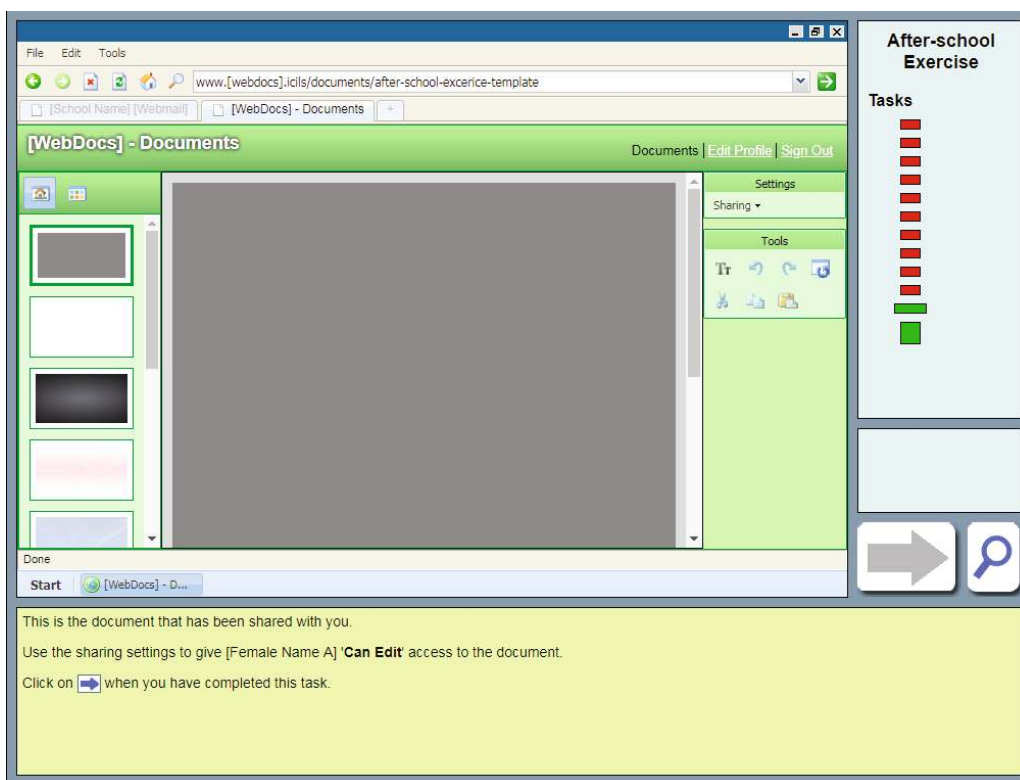 File Edit Tools
www.[webdocs].icils/documents/after-school-excerice-template
[School Name] [Webmail] [WebDocs] - Documents +
[WebDocs] - Documents
Documents | Edit Profile | Sign Out
Settings
Sharing
Tools
Tт
Done
Start [WebDocs] - D...
After-school
Exercise
Tasks
This is the document that has been shared with you.
Use the sharing settings to give [Female Name A] 'Can Edit' access to the document.
Click on when you have completed this task.